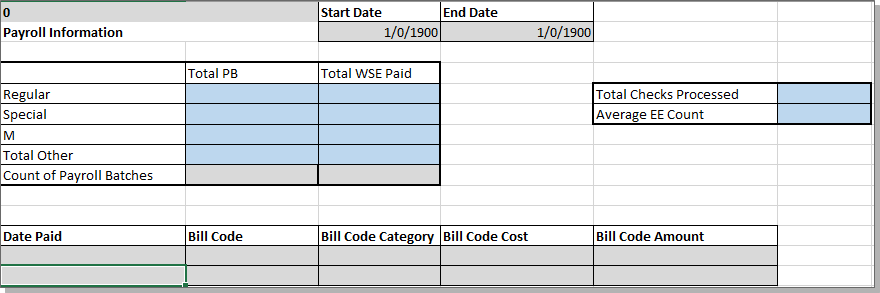 0 Start Date End Date
Payroll Information 1/0/1900 1/0/1900
Total PB Total WSE Paid
Regular Total Checks Processed
Special Average EE Count
M
Total Other
Count of Payroll Batches
Date Paid Bill Code Bill Code Category Bill Code Cost Bill Code Amount